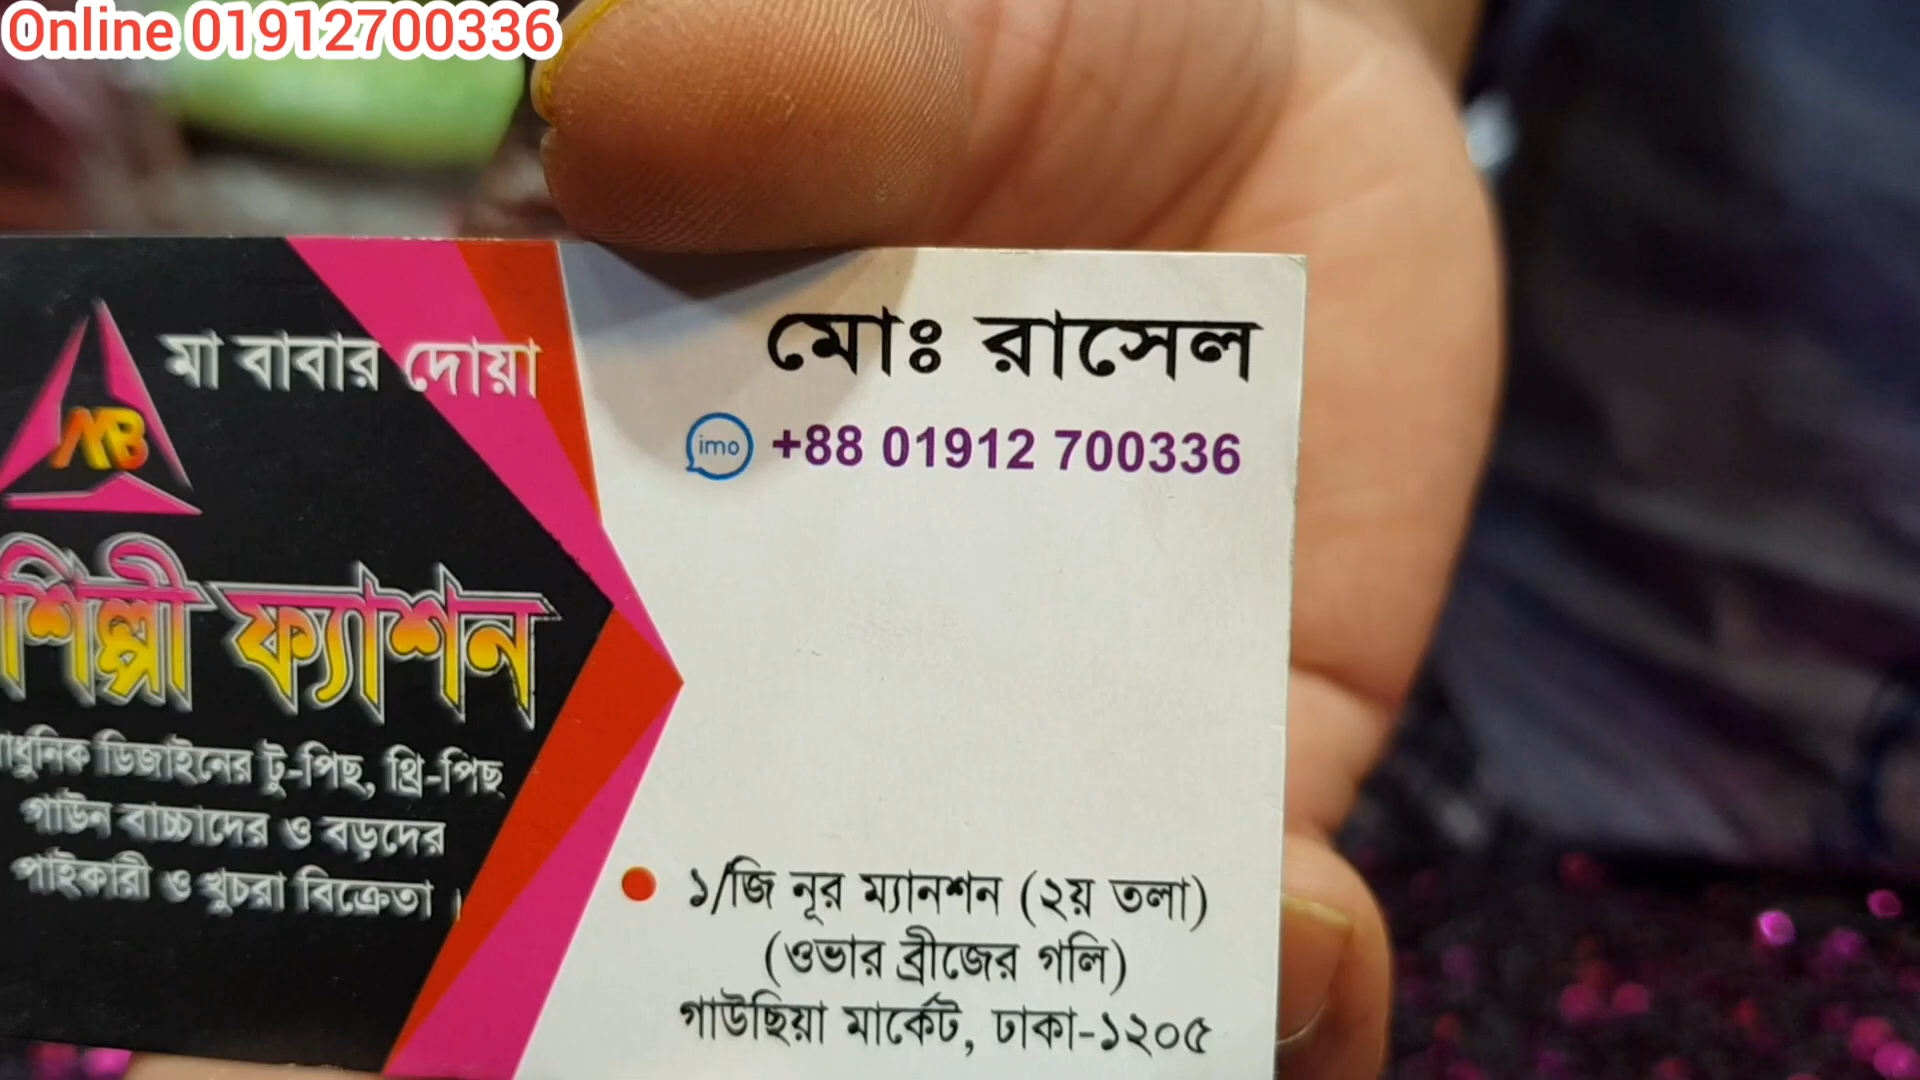 Online 01912700336
মা বাবার দোয়া
NB
শিল্পী ফ্যাশন
ডিজাইনের টু-পিছ, থ্রি-পিছ
গাউন বাচ্চাদের ও বড়দের
পাইকারী ও খুচরা বিক্রেতা।
মোঃ রাসেল
imo +88 01912 700336
১/জি নূর ম্যানশন (২য় তলা)
(ওভার ব্রীজের গলি)
গাউছিয়া মার্কেট, ঢাকা-১২০৫